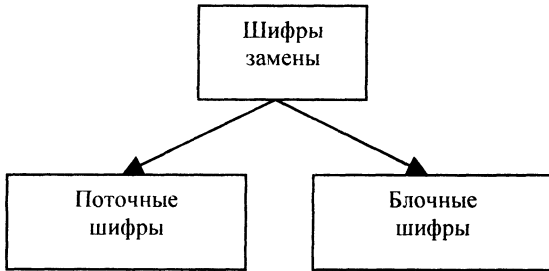 Шифры
замены
Поточные
шифры
Блочные
шифры